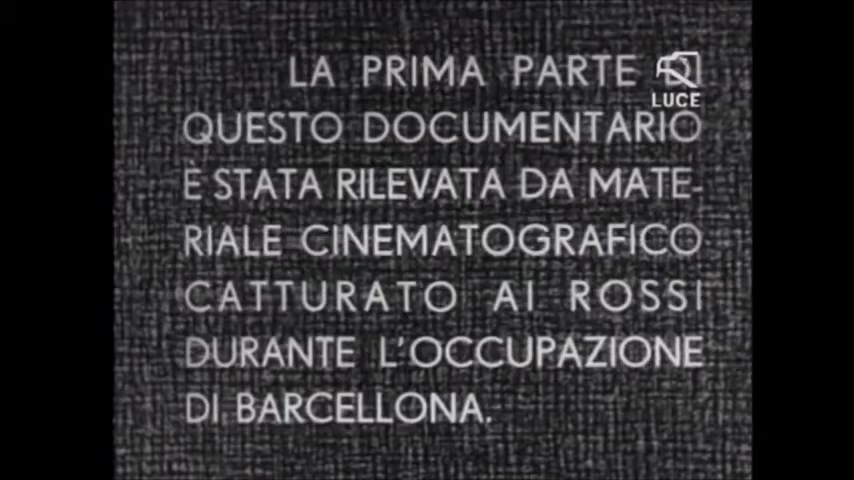 LA PRIMA PARTE
LUCE
QUESTO DOCUMENTARIO
È STATA RILEVATA DA MATE-
RIALE CINEMATOGRAFICO
CATTURATO AI ROSSI
DURANTE L'OCCUPAZIONE
DI BARCELLONA.